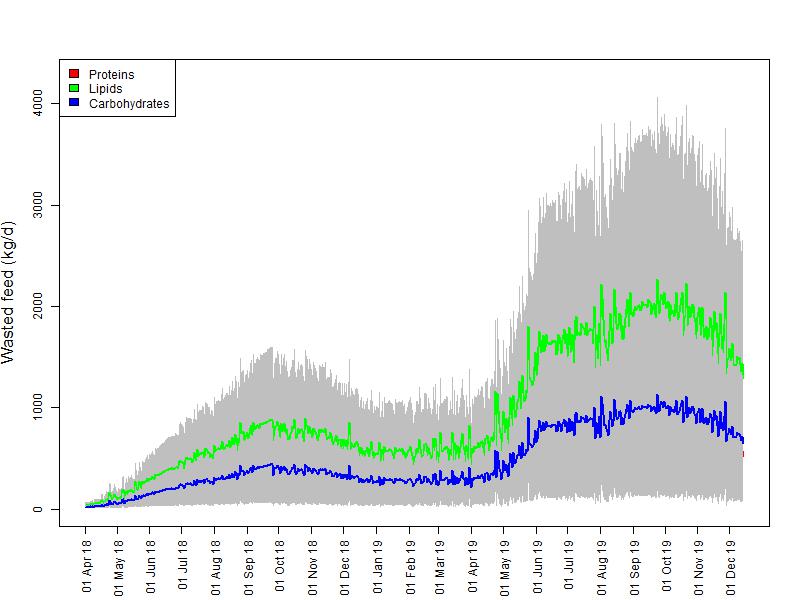 Proteins
Lipids
Carbohydrates
Wasted feed (kg/d)
4000
3000
2000
1000
0
01 Apr 18
01 May 18
01 Jun 18
01 Jul 18
01 Aug 18
01 Sep 18
01 Oct 18
01 Nov 18
01 Dec 18
01 Jan 19
01 Feb 19
01 Mar 19
01 Apr 19
01 May 19
01 Jun 19
01 Jul 19
01 Aug 19
01 Sep 19
01 Oct 19
01 Nov 19
01 Dec 19